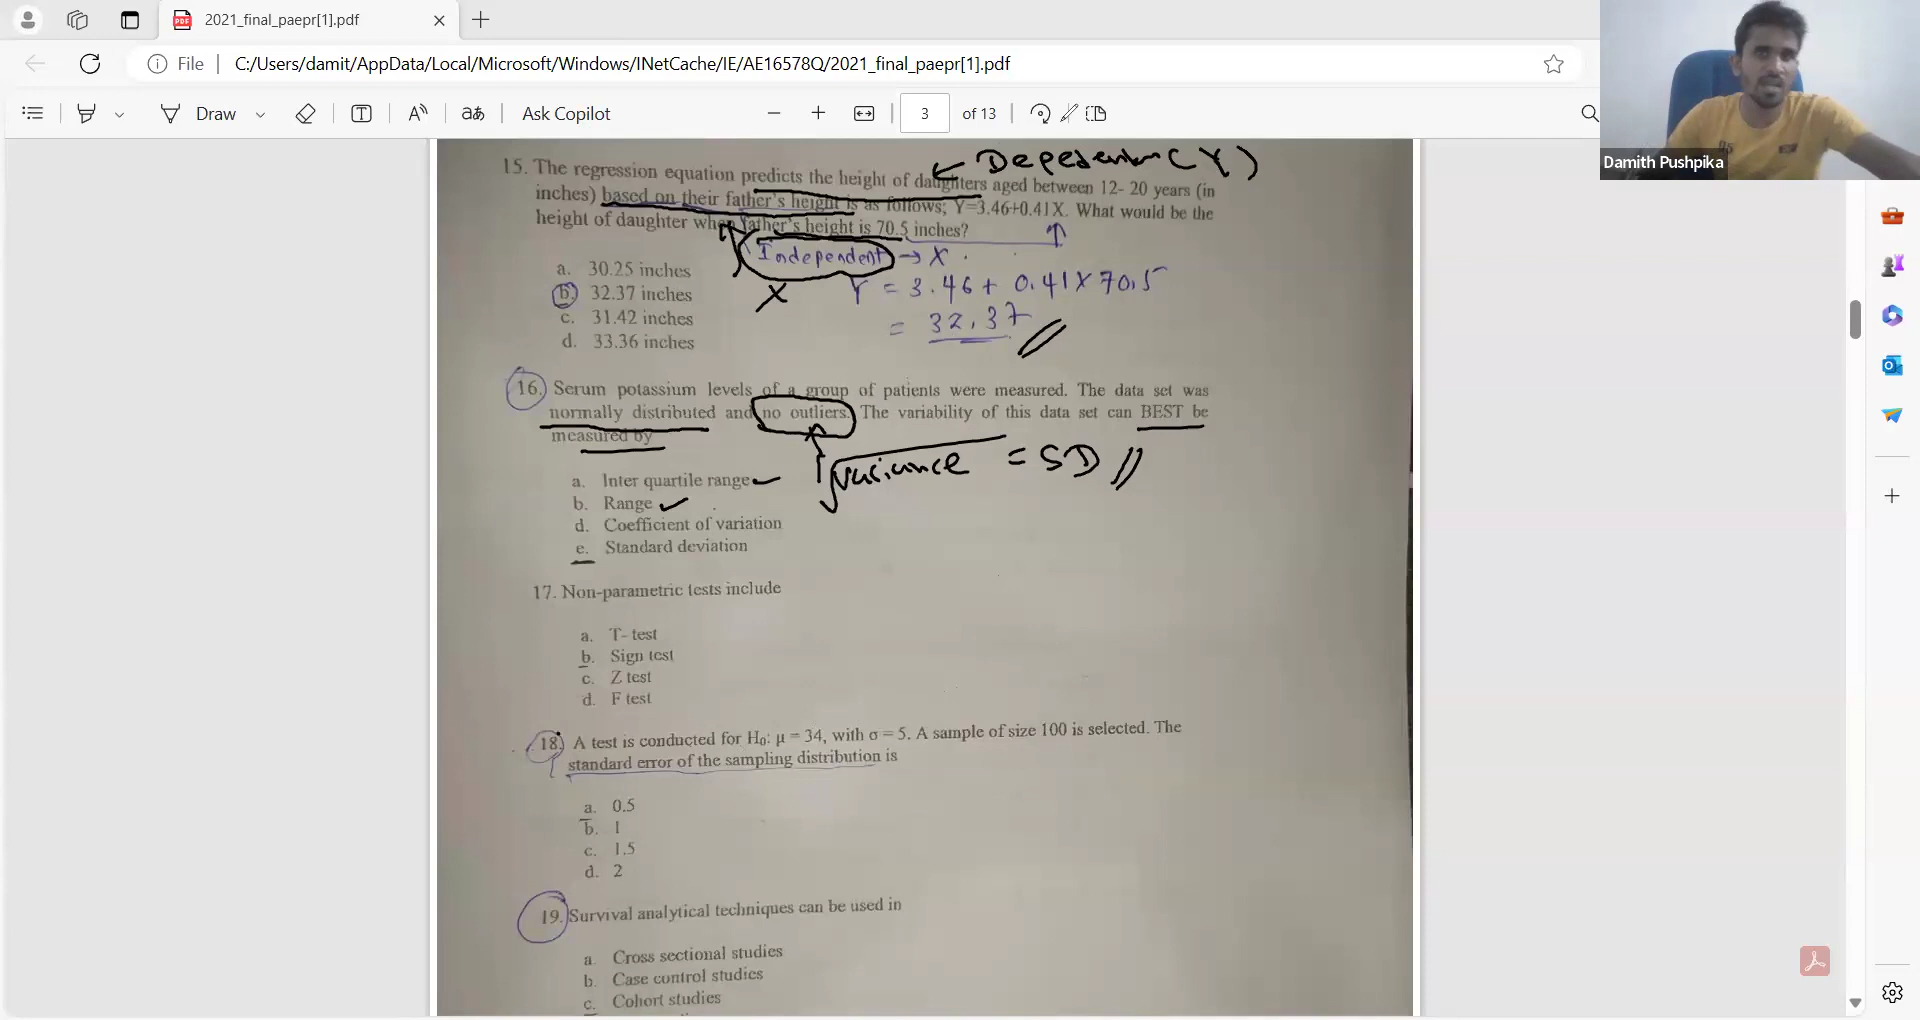 2021_final_paepr[1].pdf
File
C:/Users/damit/AppData/Local/Microsoft/Windows/INetCache/IE/AE16578Q/2021_final_paepr[1].pdf
Draw
Ask Copilot
3 of 13
Damith Pushpika
15. The regression equation predicts the height of daughters aged between 12- 20 years (in
inches) based on their father's height is as follows; Y=3.46+0.41X. What would be the
height of daughter when father's height is 70.5 inches?
Independent → X
X
a. 30.25 inches
b. 32.37 inches
c. 31.42 inches
d. 33.36 inches
Y = 3.46 + 0.41 X 70.5
= 32.37
16. Serum potassium levels of a group of patients were measured. The data set was
normally distributed and no outliers. The variability of this data set can BEST be
measured by
√variance = SD
a. Inter quartile range
b. Range
d. Coefficient of variation
e. Standard deviation
17. Non-parametric tests include
a. T- test
b. Sign test
c. Z test
d. F test
18. A test is conducted for H₀: μ = 34, with σ = 5. A sample of size 100 is selected. The
standard error of the sampling distribution is
a. 0.5
b. 1
c. 1.5
d. 2
19. Survival analytical techniques can be used in
a. Cross sectional studies
b. Case control studies
c. Cohort studies